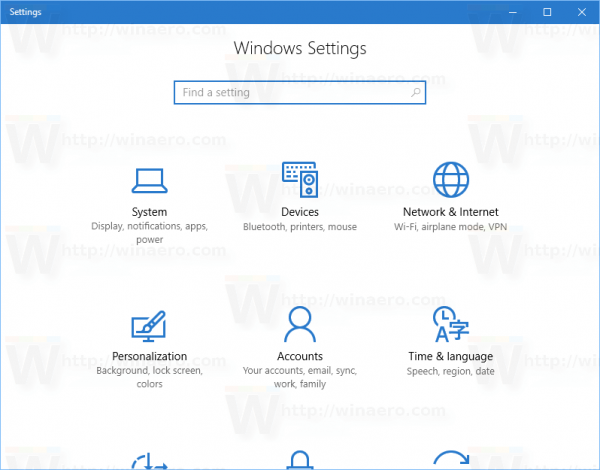 Settings
Windows Settings
Find a setting
System
Display, notifications, apps,
power
Devices
Bluetooth, printers, mouse
Network & Internet
Wi-Fi, airplane mode, VPN
Personalization
Background, lock screen,
colors
Accounts
Your accounts, email, sync,
work, family
Time & language
Speech, region, date
A字
W http://winaero.com